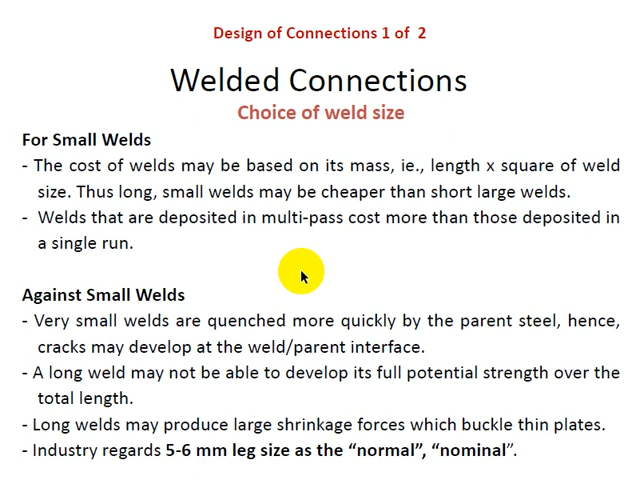 Design of Connections 1 of 2
Welded Connections
Choice of weld size
For Small Welds
- The cost of welds may be based on its mass, ie., length x square of weld
size. Thus long, small welds may be cheaper than short large welds.
- Welds that are deposited in multi-pass cost more than those deposited in
a single run.
Against Small Welds
- Very small welds are quenched more quickly by the parent steel, hence,
cracks may develop at the weld/parent interface.
- A long weld may not be able to develop its full potential strength over the
total length.
- Long welds may produce large shrinkage forces which buckle thin plates.
- Industry regards 5-6 mm leg size as the “normal”, “nominal”.